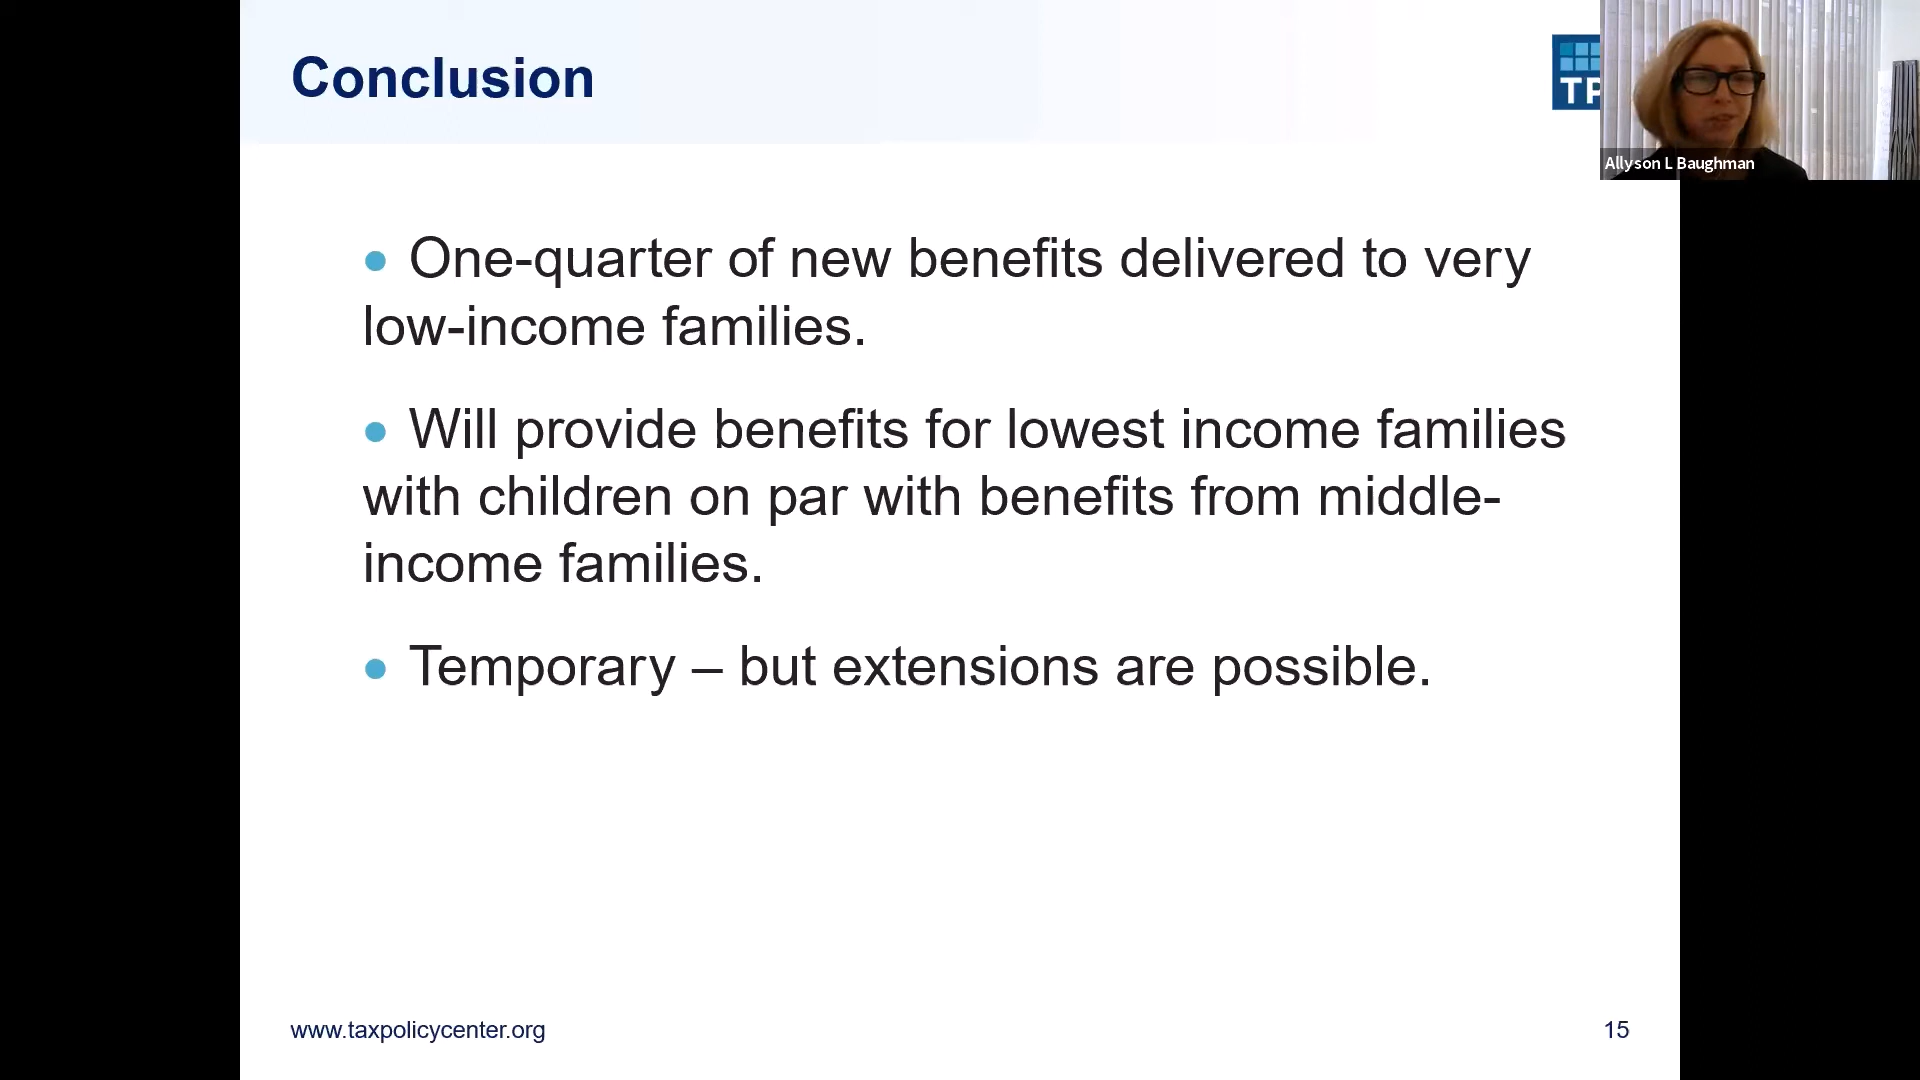 Conclusion
TP
Allyson L Baughman
• One-quarter of new benefits delivered to very
low-income families.
• Will provide benefits for lowest income families
with children on par with benefits from middle-
income families.
• Temporary – but extensions are possible.
www.taxpolicycenter.org
15